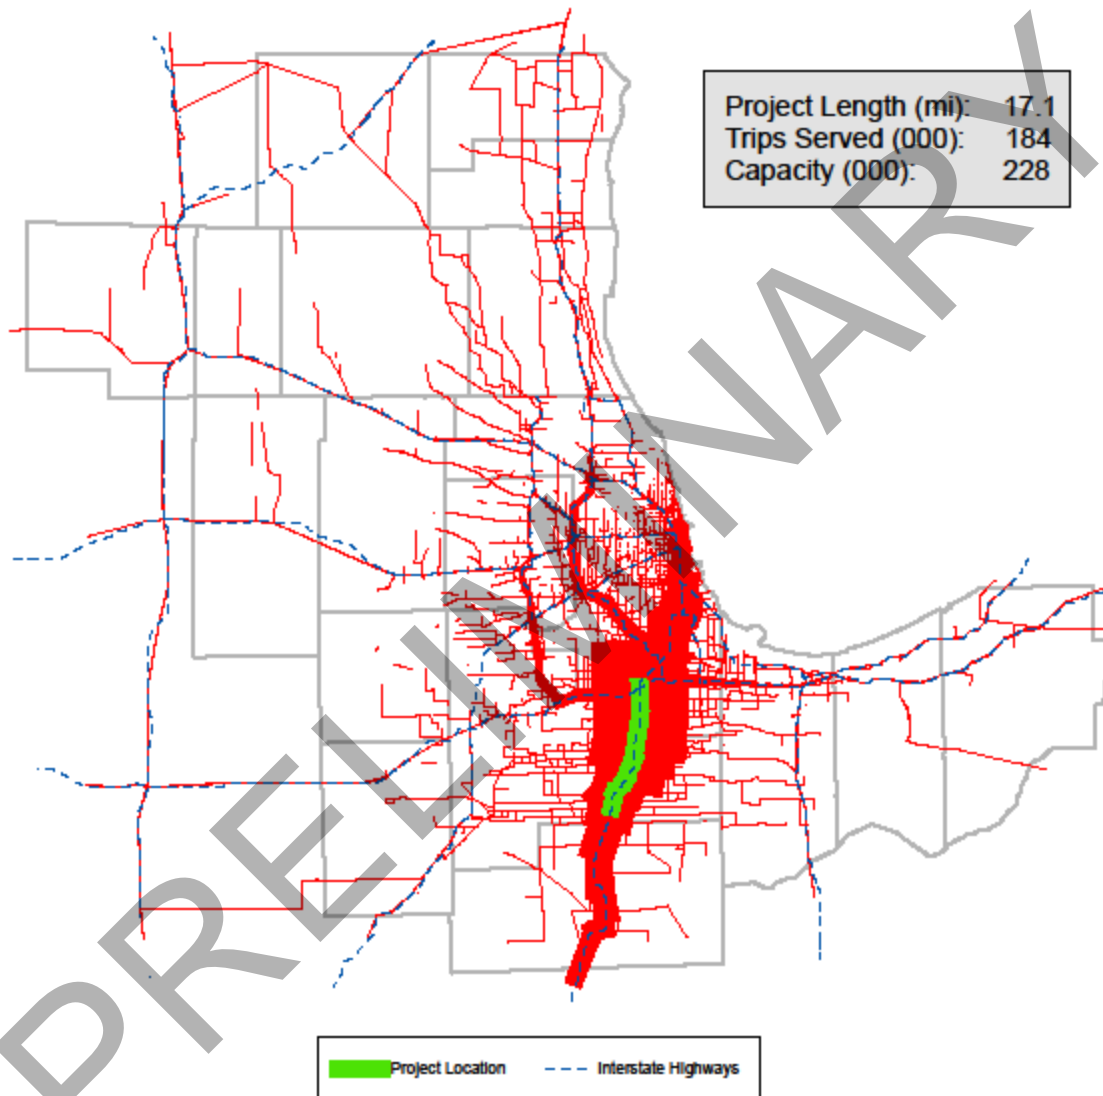 Project Length (mi): 17.1
Trips Served (000): 184
Capacity (000): 228
PRELIMINARY
Project Location
Interstate Highways